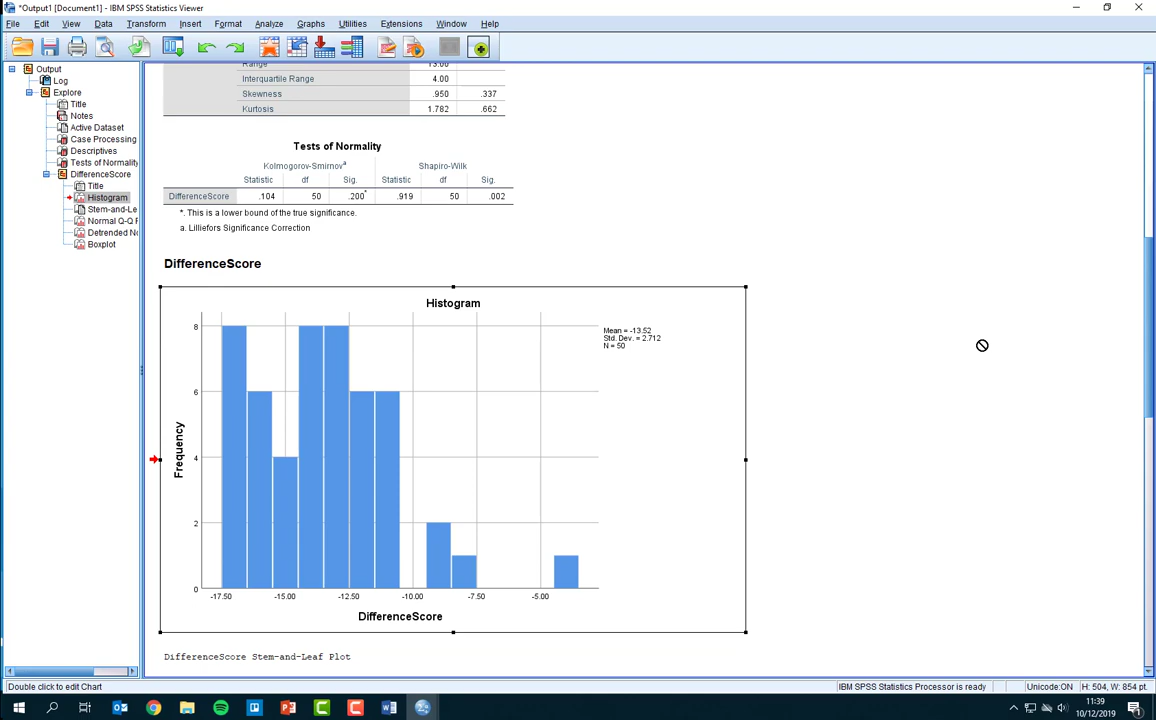 *Output1 [Document1] - IBM SPSS Statistics Viewer
File Edit View Data Transform Insert Format Analyze Graphs Utilities Extensions Window Help
Output
Log
Explore
Title
Notes
Active Dataset
Case Processing
Descriptives
Tests of Normality
DifferenceScore
Title
Histogram
Stem-and-Le
Normal Q-Q
Detrended No
Boxplot
Range 13.00
Interquartile Range 4.00
Skewness .950 .337
Kurtosis 1.782 .662
Tests of Normality
Kolmogorov-Smirnovᵃ Shapiro-Wilk
Statistic df Sig. Statistic df Sig.
DifferenceScore .104 50 .200* .919 50 .002
*. This is a lower bound of the true significance.
a. Lilliefors Significance Correction
DifferenceScore
Histogram
Mean = -13.52
Std. Dev. = 2.712
N = 50
8
6
4
2
0
Frequency
-17.50 -15.00 -12.50 -10.00 -7.50 -5.00
DifferenceScore
DifferenceScore Stem-and-Leaf Plot
Double click to edit Chart
IBM SPSS Statistics Processor is ready
Unicode:ON
H: 504, W: 854 pt.
11:39
10/12/2019